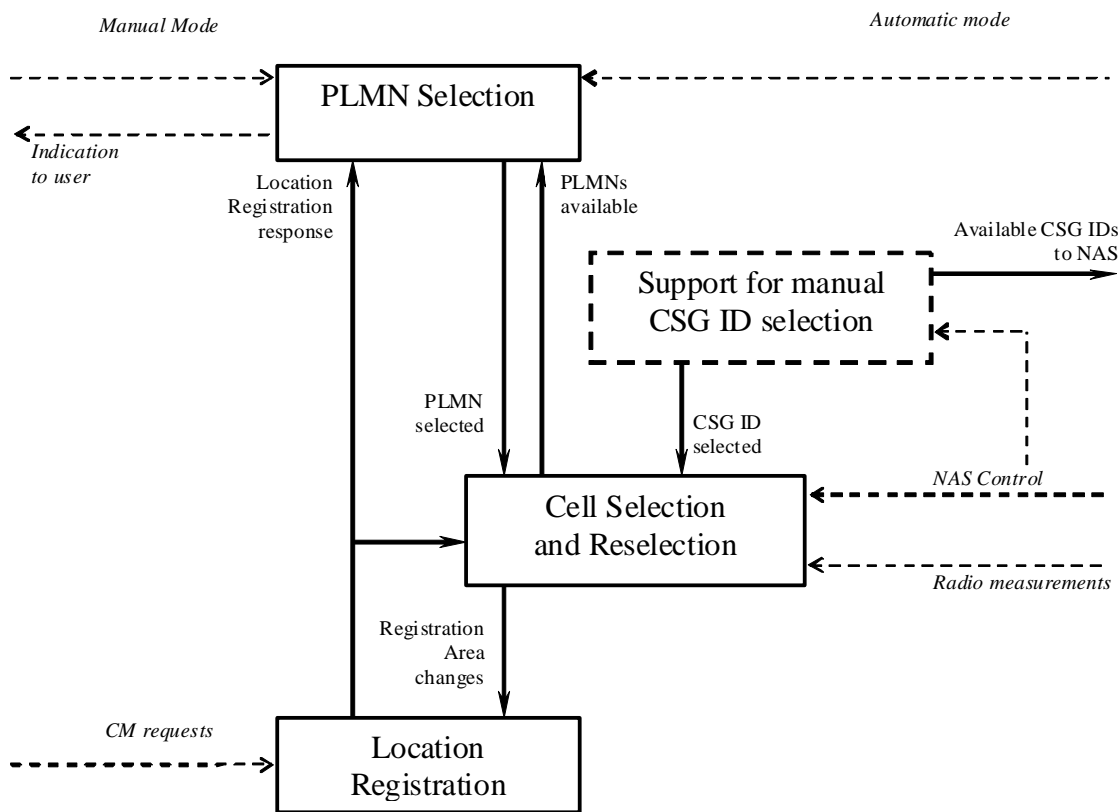 Manual Mode
Automatic mode
PLMN Selection
Indication
to user
Location
Registration
response
PLMNs
available
Available CSG IDs
to NAS
Support for manual
CSG ID selection
PLMN
selected
CSG ID
selected
NAS Control
Cell Selection
and Reselection
Radio measurements
Registration
Area
changes
CM requests
Location
Registration